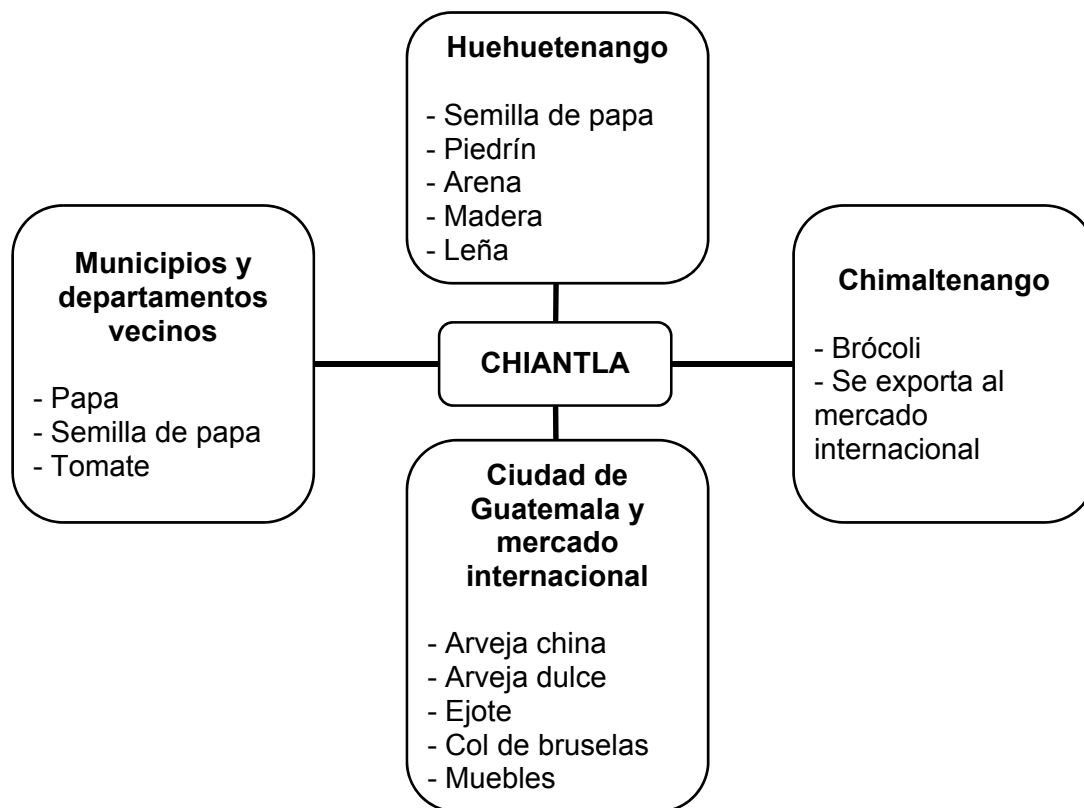 Huehuetenango
- Semilla de papa
- Piedrín
- Arena
- Madera
- Leña
Municipios y
departamentos
vecinos
- Papa
- Semilla de papa
- Tomate
CHIANTLA
Chimaltenango
- Brócoli
- Se exporta al
mercado
internacional
Ciudad de
Guatemala y
mercado
internacional
- Arveja china
- Arveja dulce
- Ejote
- Col de bruselas
- Muebles